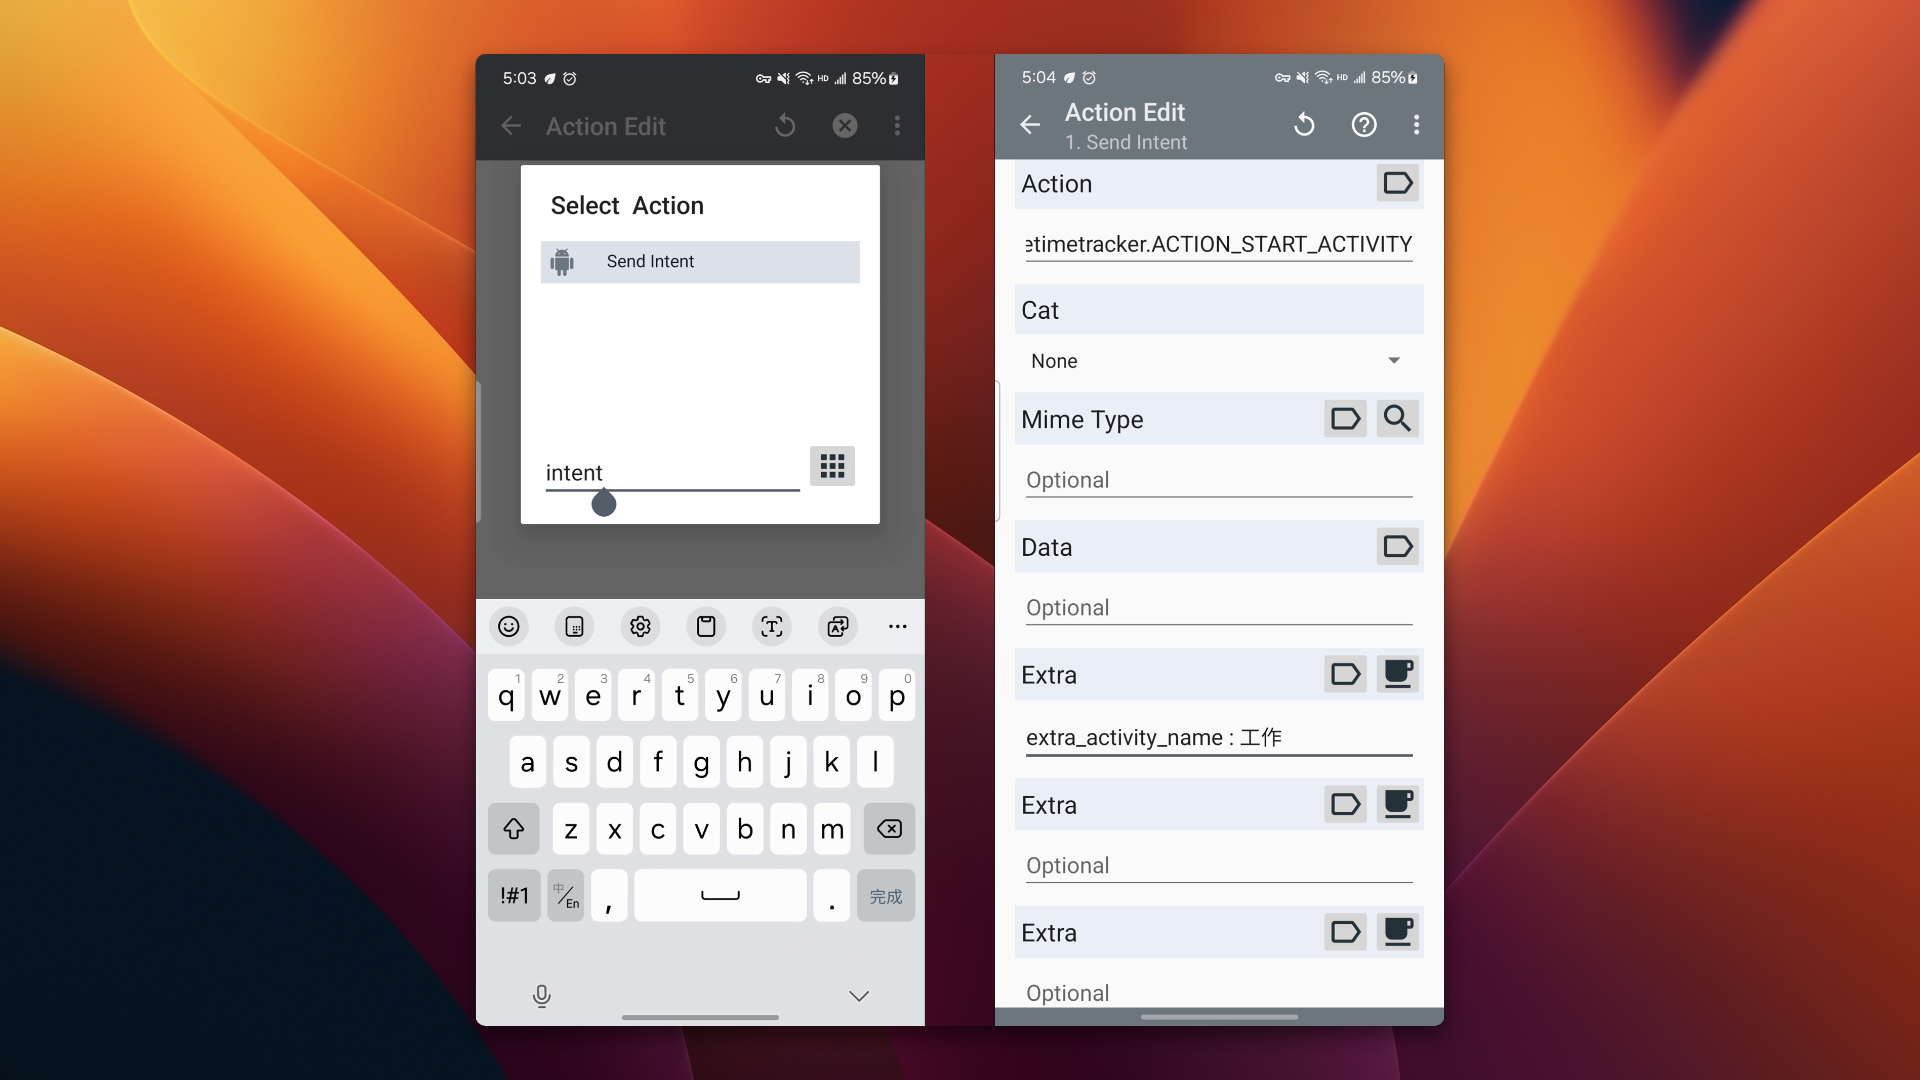 5:03
HD
85%
Action Edit
Select Action
Send Intent
intent
1 2 3 4 5 6 7 8 9 0
q w e r t y u i o p
a s d f g h j k l
z x c v b n m
!#1 中/En , . 完成
5:04
HD
85%
Action Edit
1. Send Intent
Action
etimetracker.ACTION_START_ACTIVITY
Cat
None
Mime Type
Optional
Data
Optional
Extra
extra_activity_name : 工作
Extra
Optional
Extra
Optional